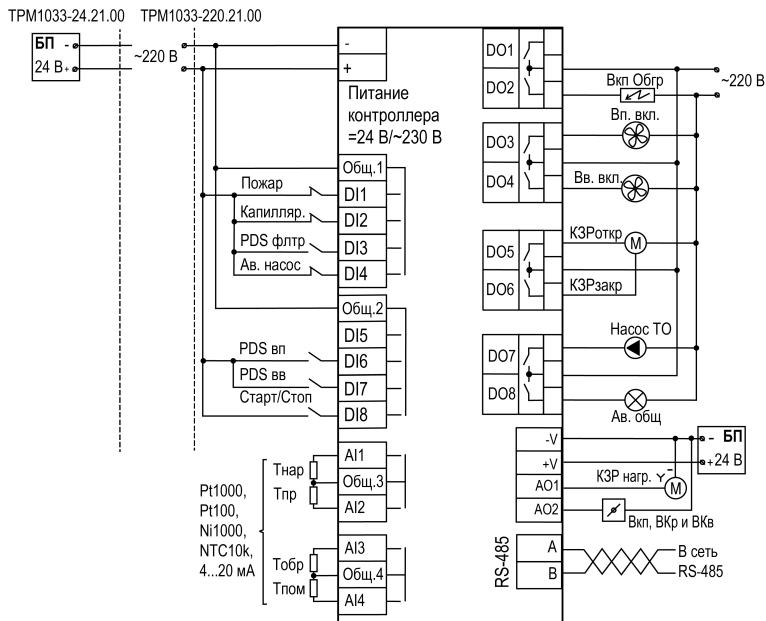 ТРМ1033-24.21.00
ТРМ1033-220.21.00
БП -
24 В+
~220 В
-
+
Питание
контроллера
=24 В/~230 В
Общ.1
Пожар
DI1
Капилляр.
DI2
PDS флтр
DI3
Ав. насос
DI4
Общ.2
DI5
PDS вп
DI6
PDS вв
DI7
Старт/Стоп
DI8
AI1
Общ.3
AI2
Тнар
Тпр
Pt1000,
Pt100,
Ni1000,
NTC10k,
4...20 мА
AI3
Общ.4
AI4
Тобр
Тпом
DO1
DO2
Вкп Обгр
~220 В
DO3
Вп. вкл.
DO4
Вв. вкл.
DO5
КЗРоткр
M
DO6
КЗРзакр
DO7
Насос ТО
DO8
Ав. общ
-V
- БП
+V
+24 В
AO1
КЗР нагр.
Y
-
M
AO2
Вкп, ВКр и ВКв
RS-485
A
B
В сеть
RS-485